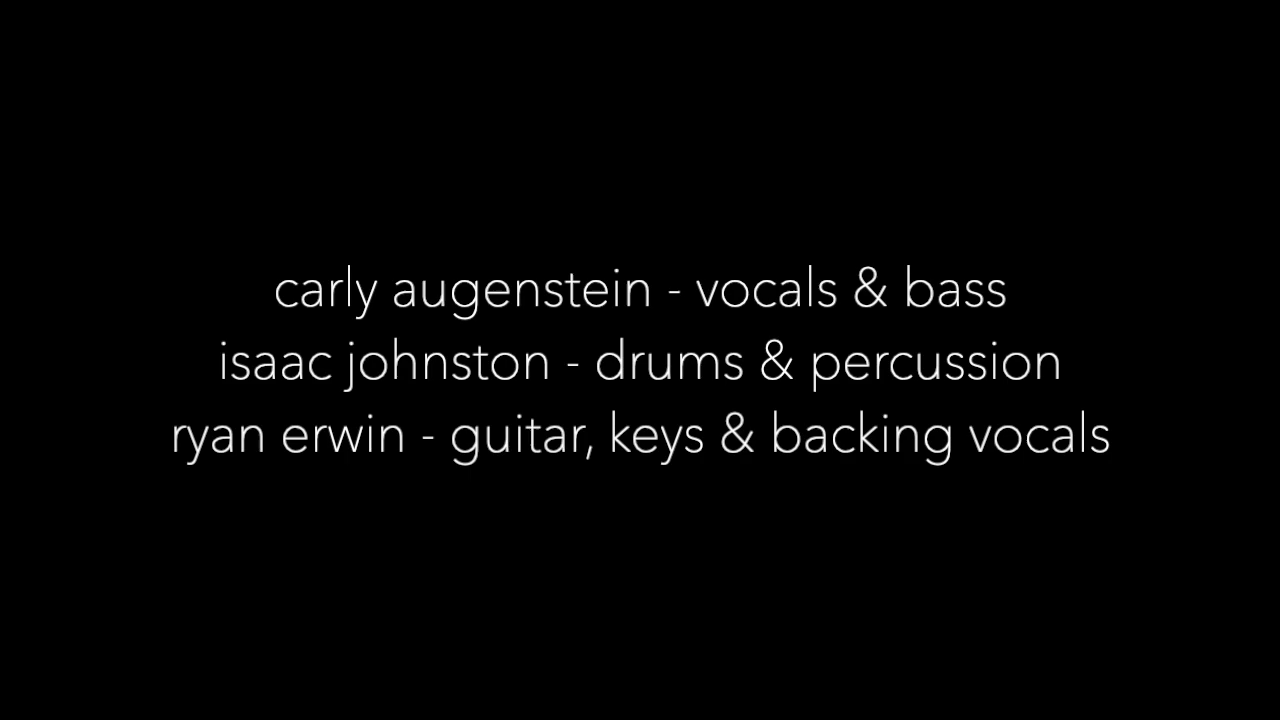 carly augenstein - vocals & bass
isaac johnston - drums & percussion
ryan erwin - guitar, keys & backing vocals